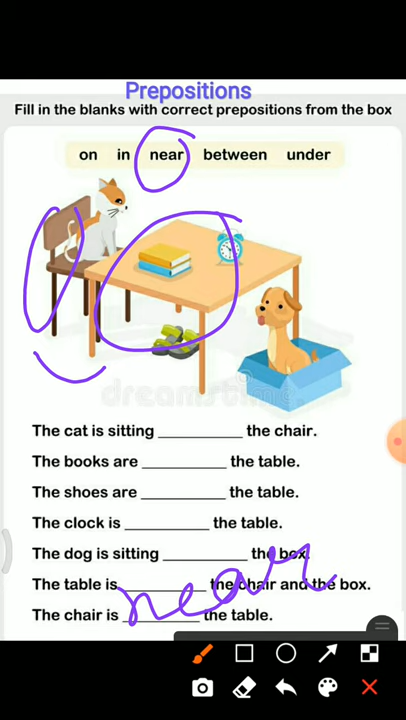 Prepositions
Fill in the blanks with correct prepositions from the box
on in near between under
dreamstime
The cat is sitting __________ the chair.
The books are __________ the table.
The shoes are __________ the table.
The clock is __________ the table.
The dog is sitting __________ the box.
The table is __________ the chair and the box.
The chair is __________ the table.
near